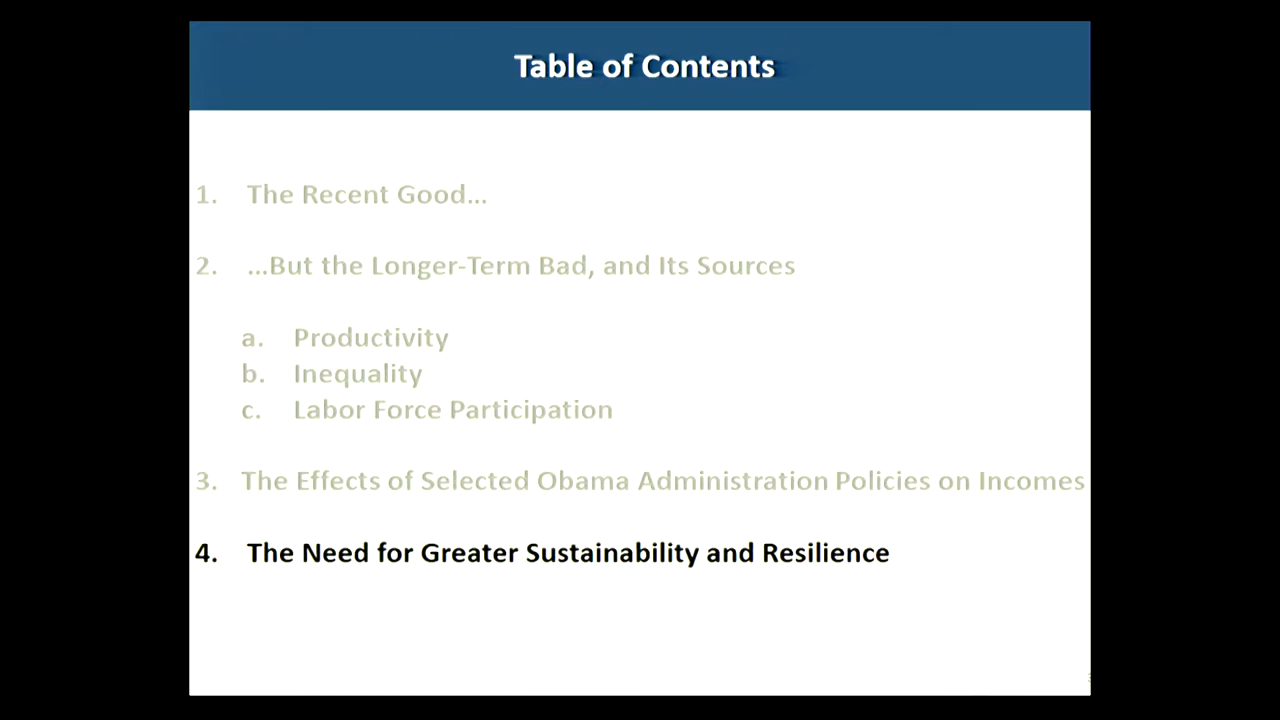 Table of Contents
1. The Recent Good...
2. ...But the Longer-Term Bad, and Its Sources
a. Productivity
b. Inequality
c. Labor Force Participation
3. The Effects of Selected Obama Administration Policies on Incomes
4. The Need for Greater Sustainability and Resilience